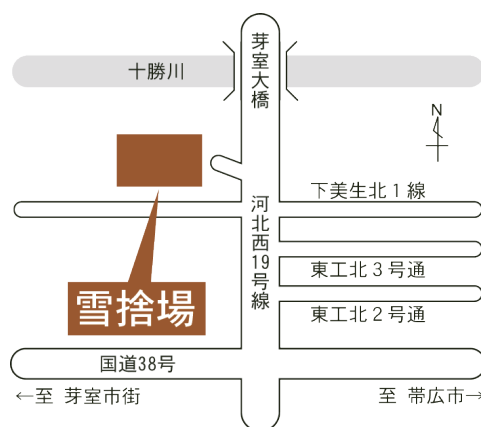 芽室大橋
十勝川
N
下美生北1線
河北西19号線
東工北3号通
雪捨場
東工北2号通
国道38号
←至 芽室市街
至 帯広市→